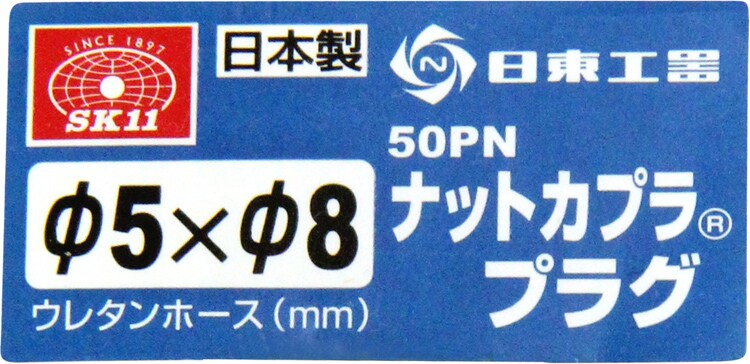 SINCE 1897
SK11
日本製
N
日東工器
50PN
ナットカプラ®
プラグ
φ5×φ8
ウレタンホース(mm)